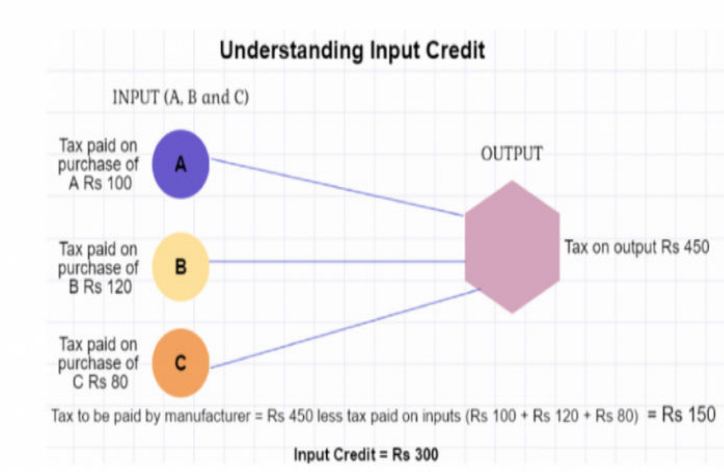 Understanding Input Credit
INPUT (A, B and C)
Tax paid on
purchase of
A Rs 100
A
OUTPUT
Tax paid on
purchase of
B Rs 120
B
Tax on output Rs 450
Tax paid on
purchase of
C Rs 80
C
Tax to be paid by manufacturer = Rs 450 less tax paid on inputs (Rs 100 + Rs 120 + Rs 80) = Rs 150
Input Credit = Rs 300